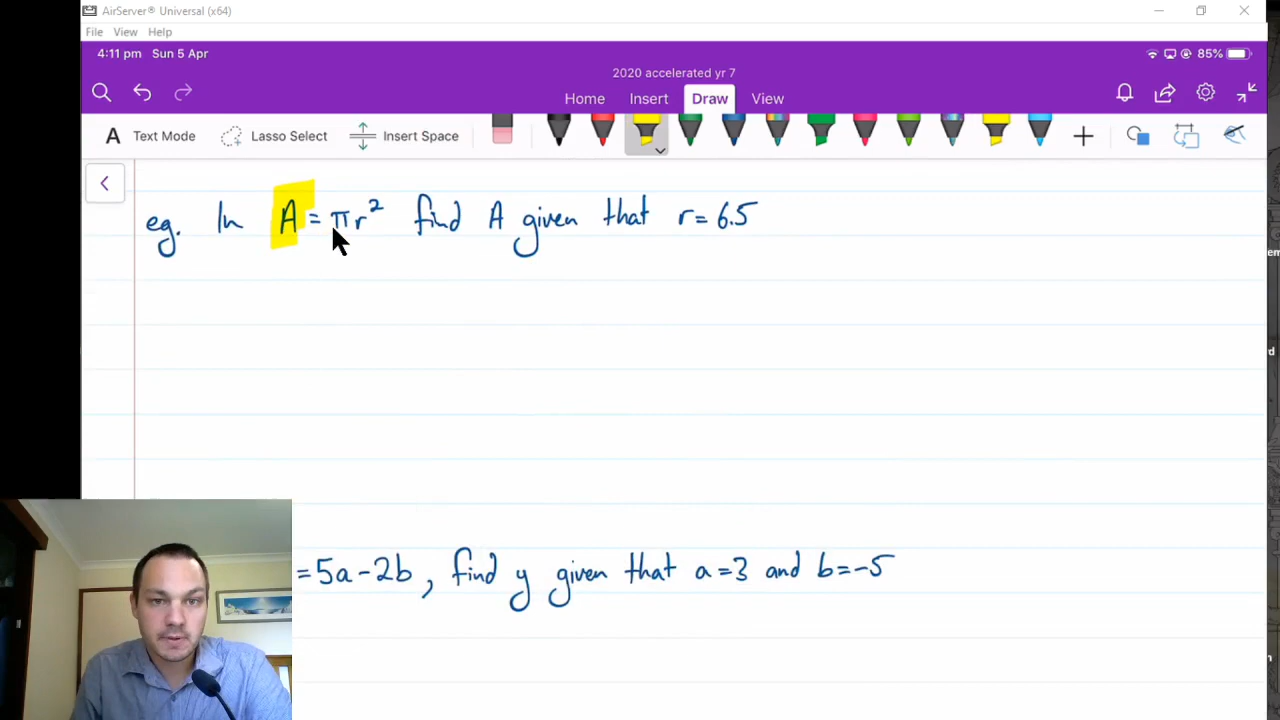 AirServer® Universal (x64)
File View Help
4:11 pm Sun 5 Apr
85%
2020 accelerated yr 7
Home Insert Draw View
A Text Mode Lasso Select Insert Space
eg. In A = πr² find A given that r = 6.5
= 5a - 2b, find y given that a = 3 and b = -5